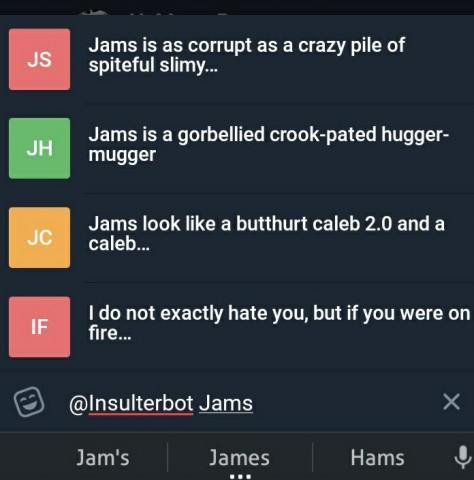 JS
Jams is as corrupt as a crazy pile of
spiteful slimy...
JH
Jams is a gorbellied crook-pated hugger-
mugger
JC
Jams look like a butthurt caleb 2.0 and a
caleb...
IF
I do not exactly hate you, but if you were on
fire...
@Insulterbot Jams
Jam's James Hams